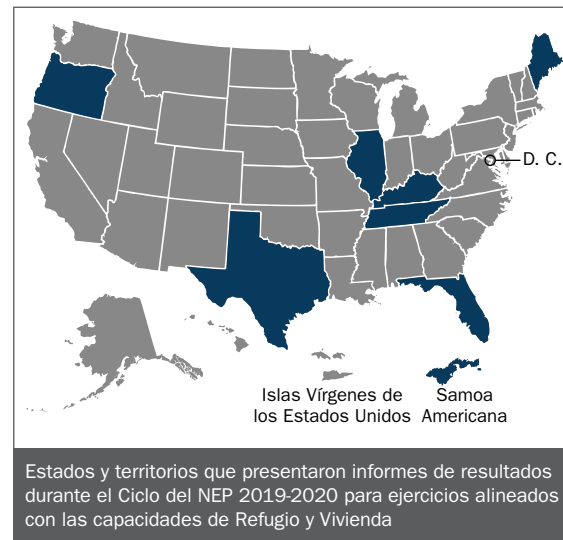 D. C.
Islas Vírgenes de
los Estados Unidos
Samoa
Americana
Estados y territorios que presentaron informes de resultados
durante el Ciclo del NEP 2019-2020 para ejercicios alineados
con las capacidades de Refugio y Vivienda